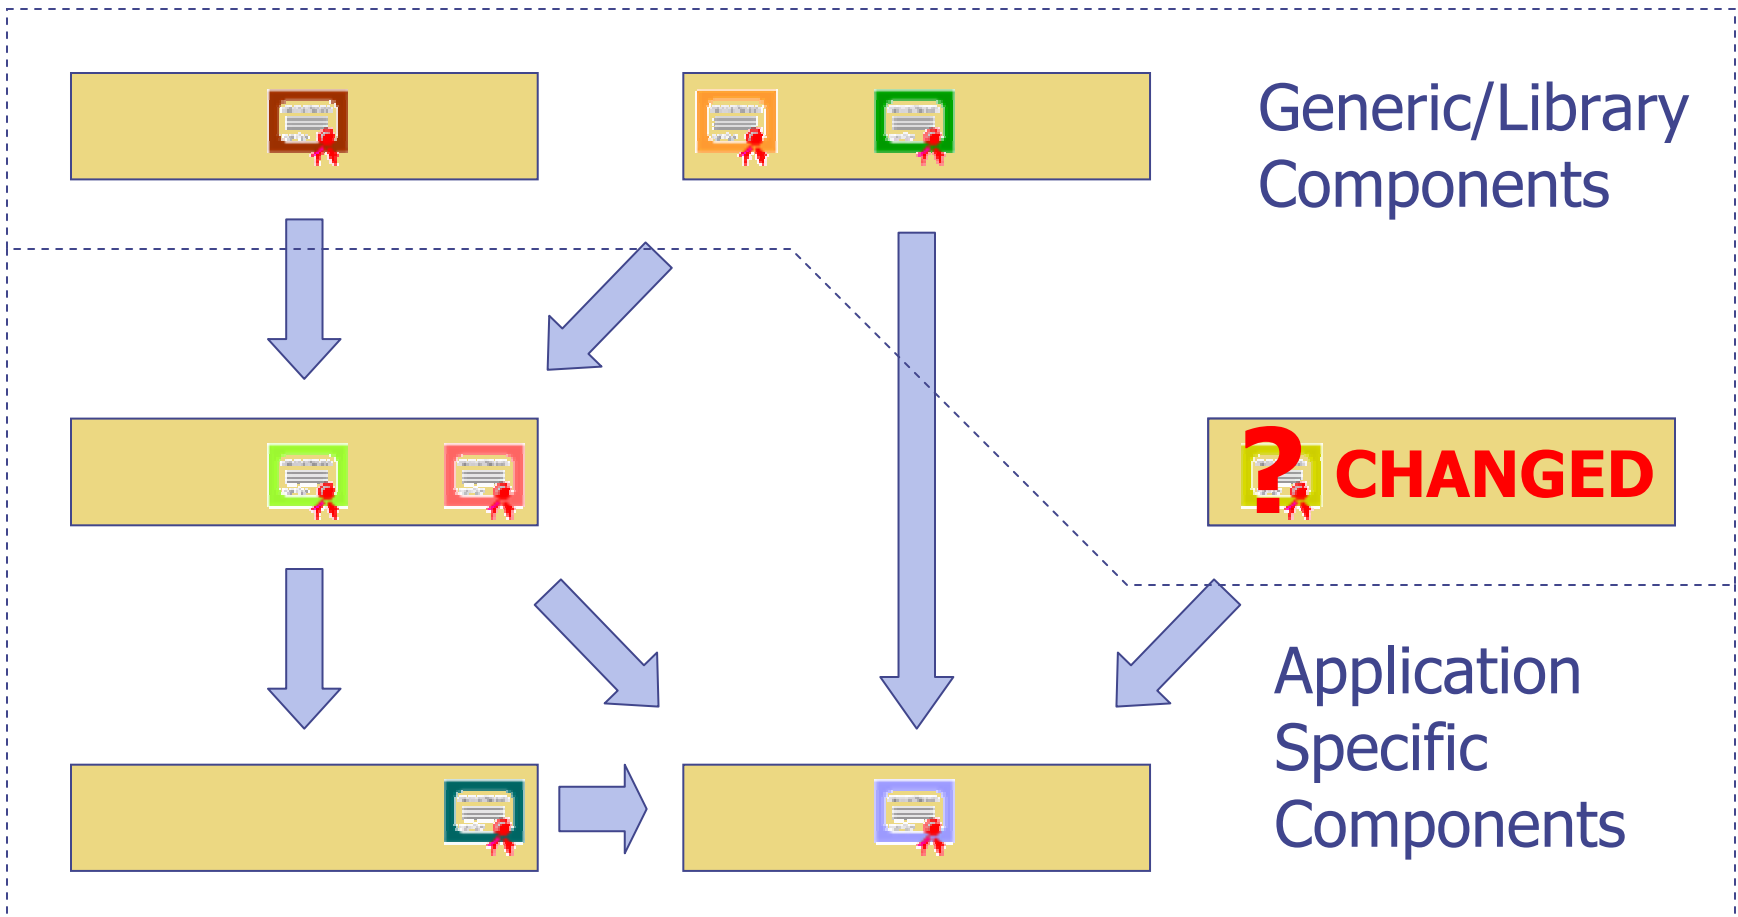 Generic/Library
Components
? CHANGED
Application
Specific
Components